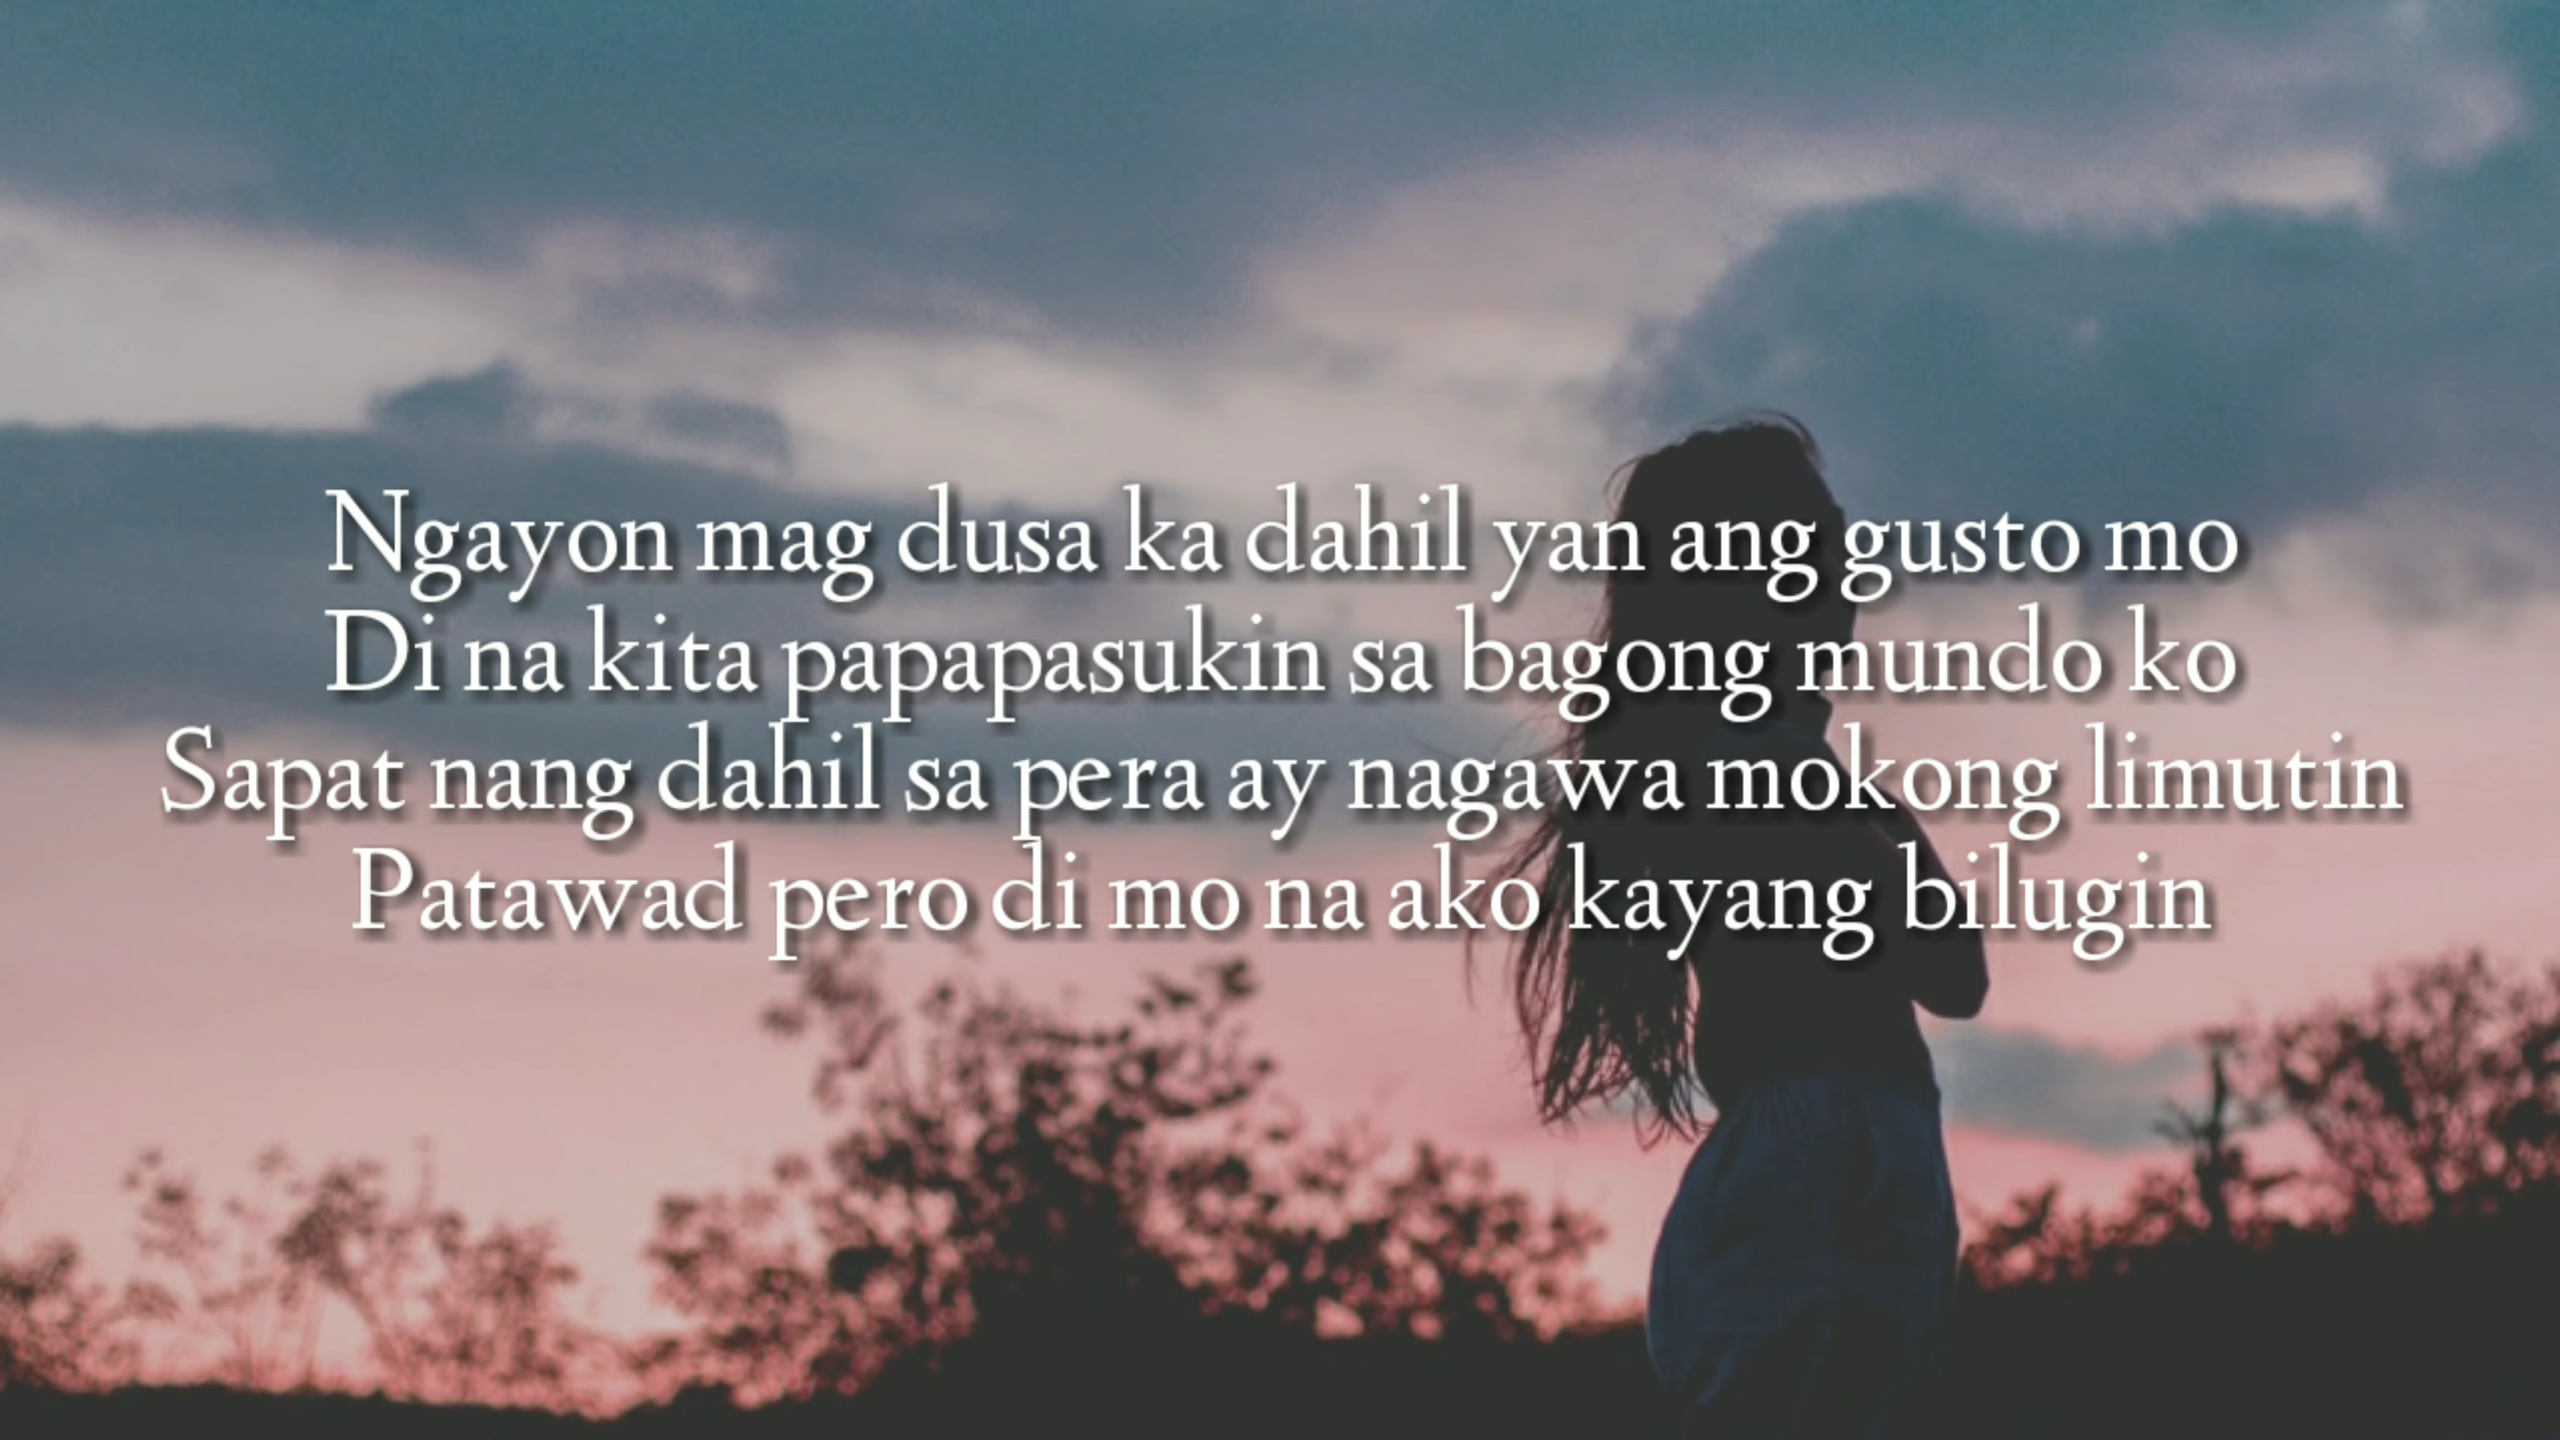 Ngayon mag dusa ka dahil yan ang gusto mo
Di na kita papapasukin sa bagong mundo ko
Sapat nang dahil sa pera ay nagawa mokong limutin
Patawad pero di mo na ako kayang bilugin